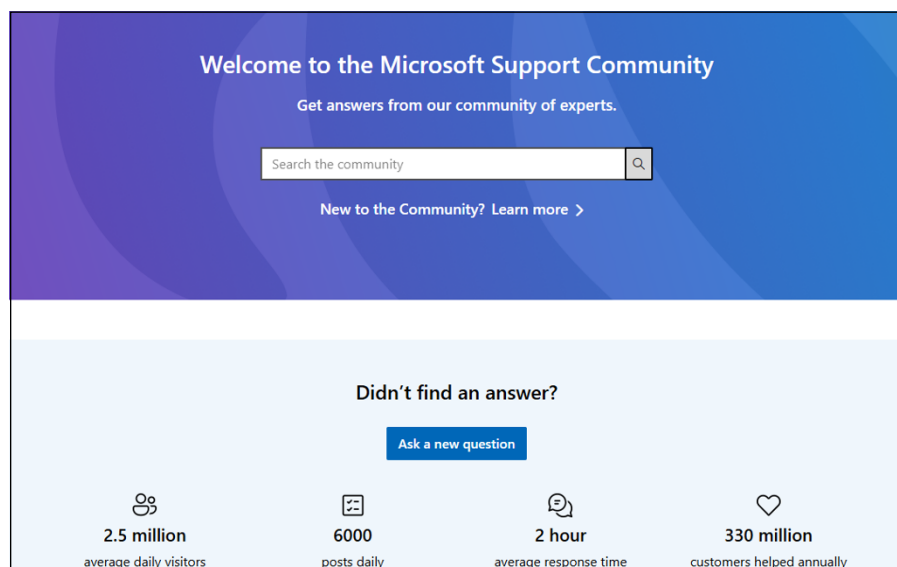 Welcome to the Microsoft Support Community
Get answers from our community of experts.
Search the community
New to the Community? Learn more
Didn’t find an answer?
Ask a new question
2.5 million
average daily visitors
6000
posts daily
2 hour
average response time
330 million
customers helped annually